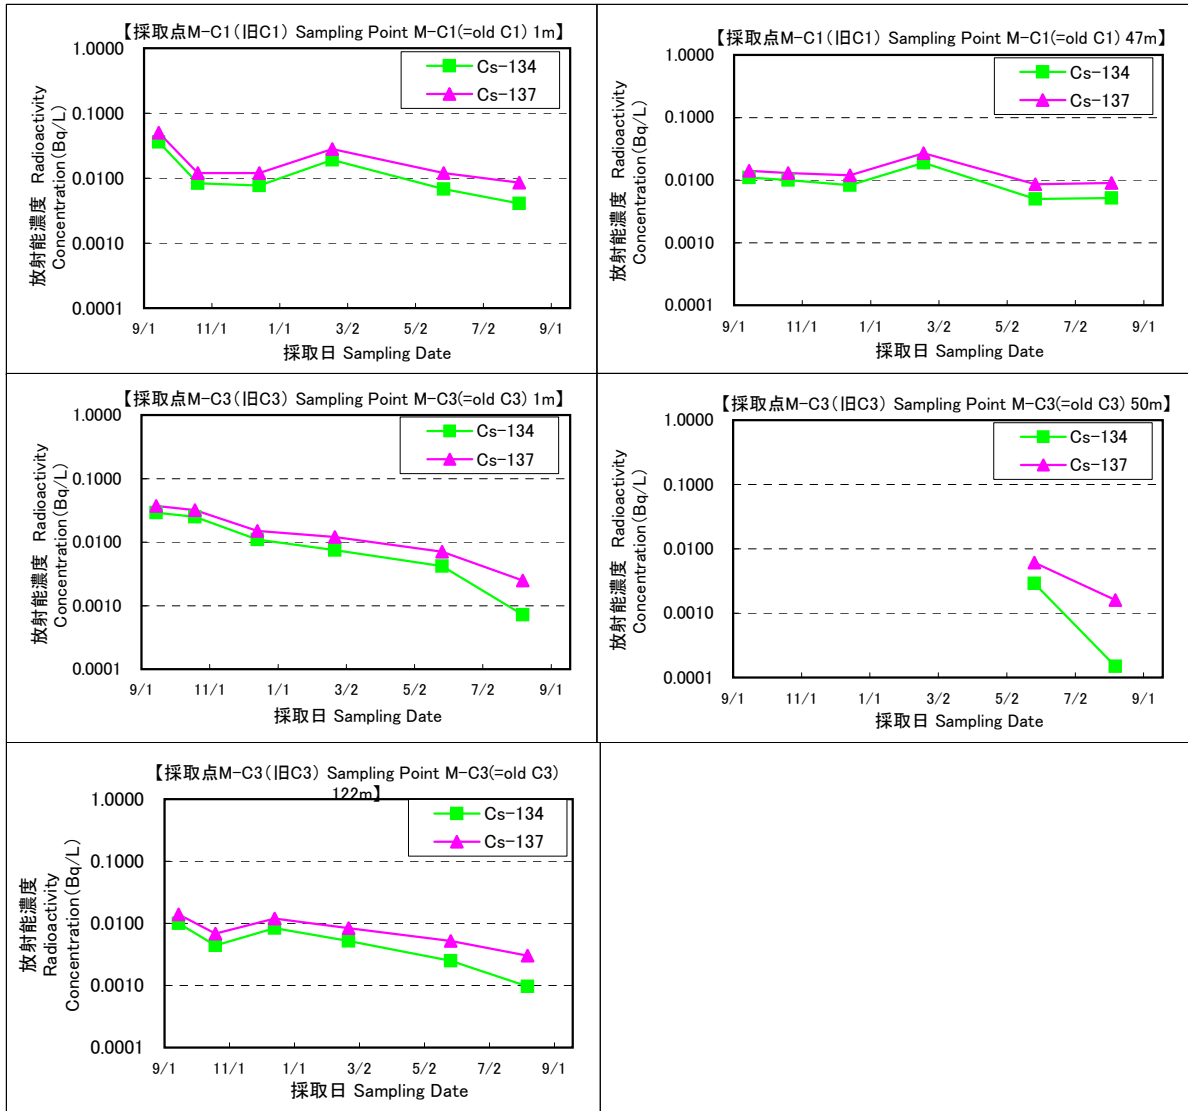 【採取点M-C1（旧C1） Sampling Point M-C1(=old C1) 1m】
Cs-134
Cs-137
放射能濃度 Radioactivity
Concentration(Bq/L)
1.0000
0.1000
0.0100
0.0010
0.0001
9/1 11/1 1/1 3/2 5/2 7/2 9/1
採取日 Sampling Date
【採取点M-C1（旧C1） Sampling Point M-C1(=old C1) 47m】
Cs-134
Cs-137
放射能濃度 Radioactivity
Concentration(Bq/L)
1.0000
0.1000
0.0100
0.0010
0.0001
9/1 11/1 1/1 3/2 5/2 7/2 9/1
採取日 Sampling Date
【採取点M-C3（旧C3） Sampling Point M-C3(=old C3) 1m】
Cs-134
Cs-137
放射能濃度 Radioactivity
Concentration(Bq/L)
1.0000
0.1000
0.0100
0.0010
0.0001
9/1 11/1 1/1 3/2 5/2 7/2 9/1
採取日 Sampling Date
【採取点M-C3（旧C3） Sampling Point M-C3(=old C3) 50m】
Cs-134
Cs-137
放射能濃度 Radioactivity
Concentration(Bq/L)
1.0000
0.1000
0.0100
0.0010
0.0001
9/1 11/1 1/1 3/2 5/2 7/2 9/1
採取日 Sampling Date
【採取点M-C3（旧C3） Sampling Point M-C3(=old C3)
122m】
Cs-134
Cs-137
放射能濃度
Radioactivity
Concentration(Bq/L)
1.0000
0.1000
0.0100
0.0010
0.0001
9/1 11/1 1/1 3/2 5/2 7/2 9/1
採取日 Sampling Date